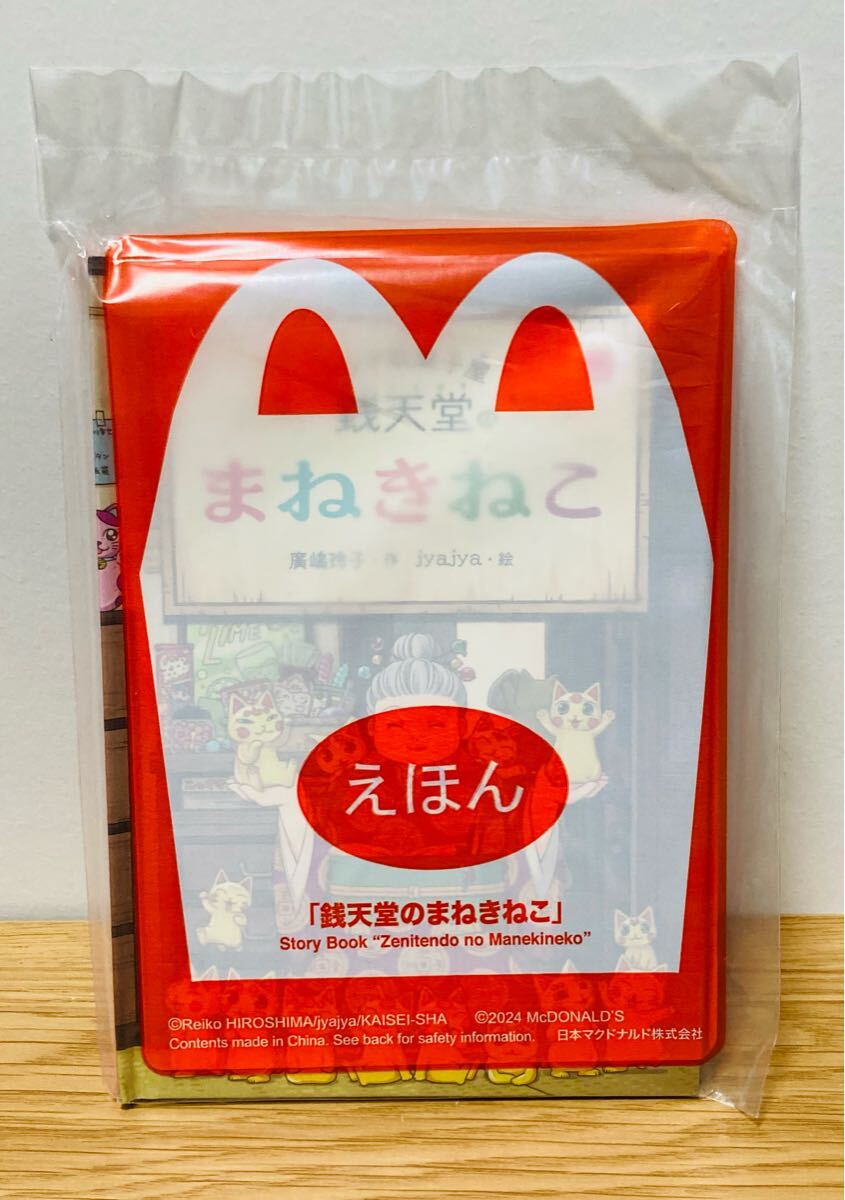 屋
銭天堂の
まねきねこ
廣嶋玲子・作 jyajya・絵
TIME
えほん
「銭天堂のまねきねこ」
Story Book “Zenitendo no Manekineko”
©Reiko HIROSHIMA/jyajya/KAISEI-SHA ©2024 McDONALD'S
Contents made in China. See back for safety information. 日本マクドナルド株式会社